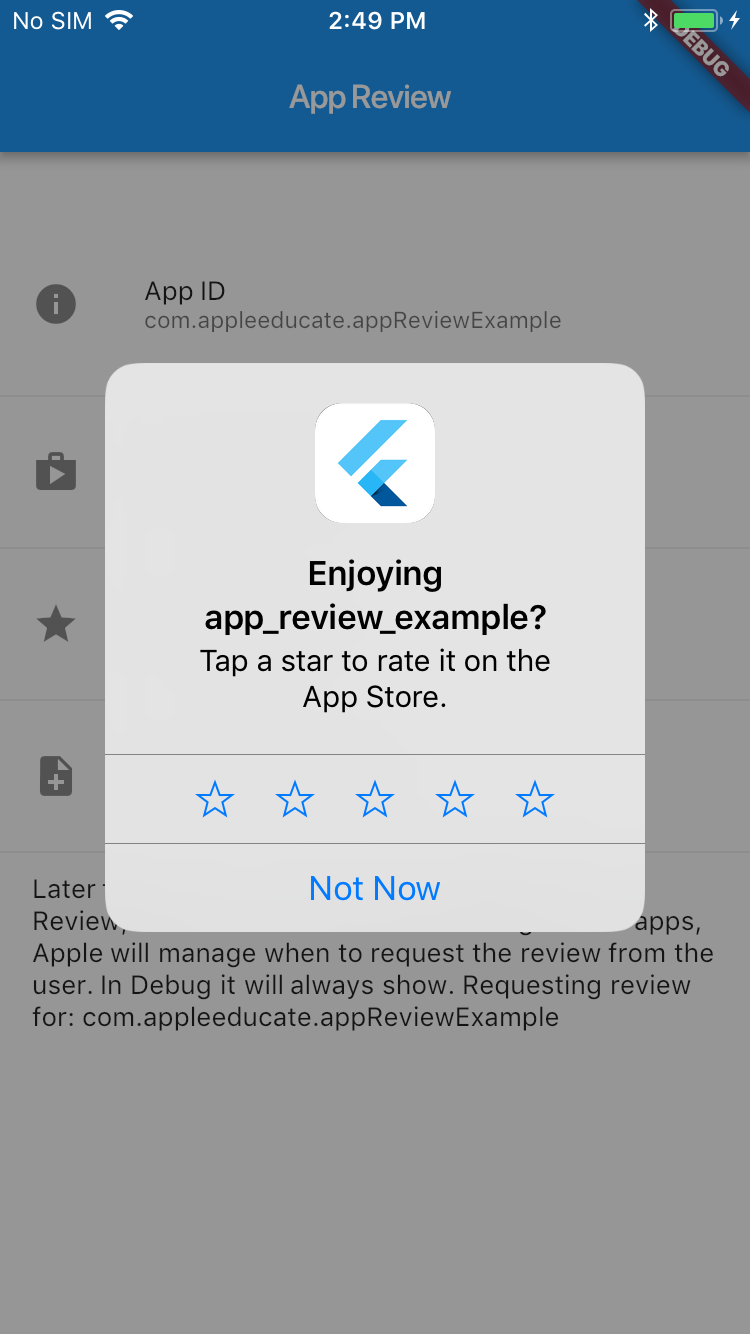 No SIM 2:49 PM
DEBUG
App Review
App ID
com.appleeducate.appReviewExample
Enjoying
app_review_example?
Tap a star to rate it on the
App Store.
Not Now
Later
Review, apps,
Apple will manage when to request the review from the
user. In Debug it will always show. Requesting review
for: com.appleeducate.appReviewExample